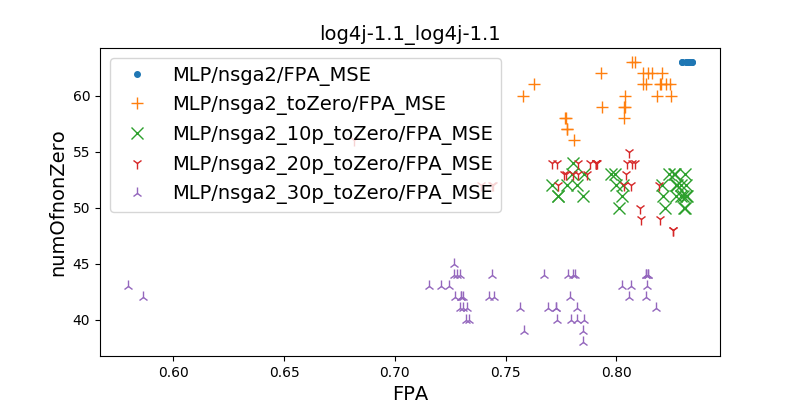 log4j-1.1_log4j-1.1
MLP/nsga2/FPA_MSE
MLP/nsga2_toZero/FPA_MSE
MLP/nsga2_10p_toZero/FPA_MSE
MLP/nsga2_20p_toZero/FPA_MSE
MLP/nsga2_30p_toZero/FPA_MSE
numOfnonZero
60
55
50
45
40
0.60 0.65 0.70 0.75 0.80
FPA